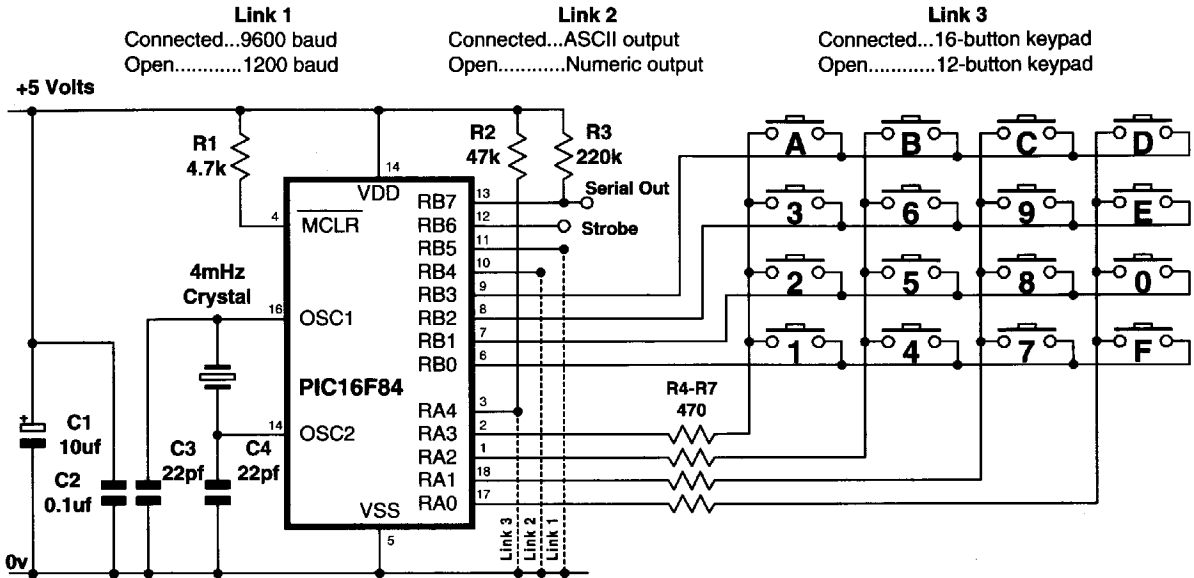 Link 1
Connected...9600 baud
Open............1200 baud
Link 2
Connected...ASCII output
Open............Numeric output
Link 3
Connected...16-button keypad
Open............12-button keypad
+5 Volts
R1
4.7k
R2
47k
R3
220k
14
VDD
4
MCLR
4mHz
Crystal
16
OSC1
14
OSC2
PIC16F84
VSS
5
RB7
13
Serial Out
RB6
12
Strobe
RB5
11
RB4
10
RB3
9
RB2
8
RB1
7
RB0
6
RA4
3
RA3
2
RA2
1
RA1
18
RA0
17
R4-R7
470
+
C1
10uf
C2
0.1uf
C3
22pf
C4
22pf
0v
Link 3
Link 2
Link 1
A B C D
3 6 9 E
2 5 8 0
1 4 7 F